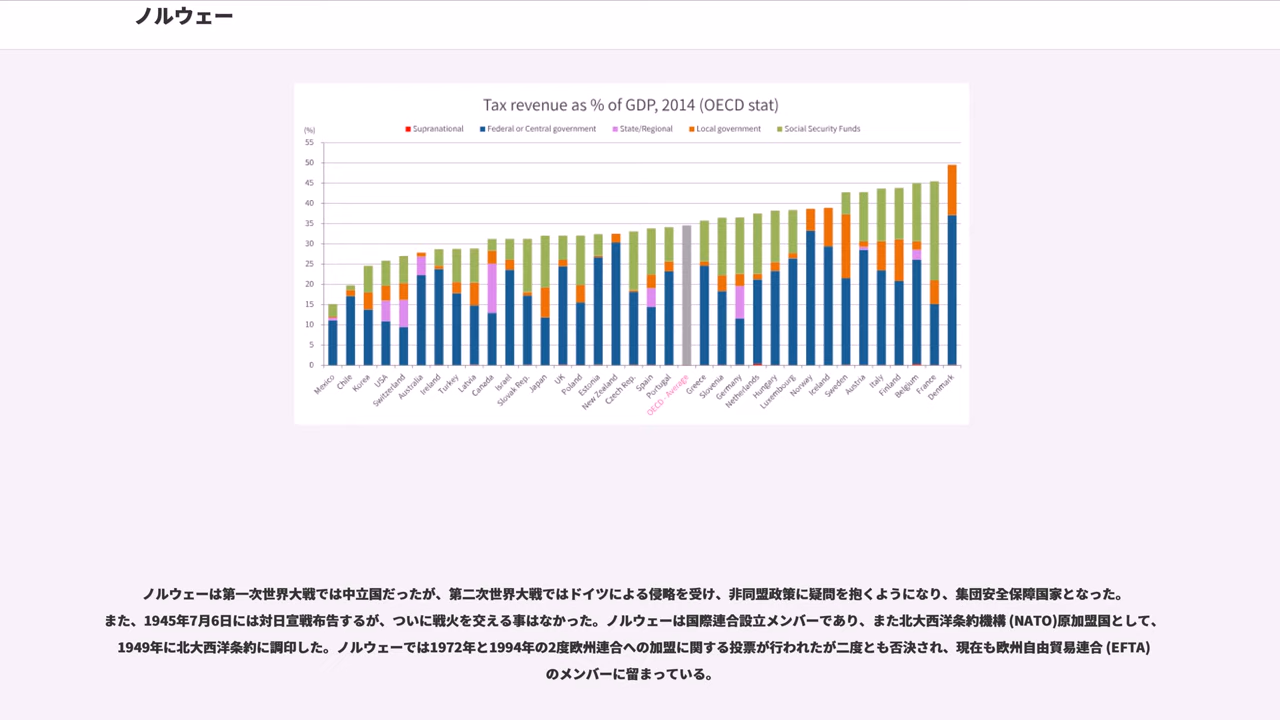 ノルウェー
Tax revenue as % of GDP, 2014 (OECD stat)
(%)
Supranational Federal or Central government State/Regional Local government Social Security Funds
55
50
45
40
35
30
25
20
15
10
5
0
Mexico Chile Korea USA Switzerland Australia Ireland Turkey Latvia Canada Israel Slovak Rep. Japan UK Poland Estonia New Zealand Czech Rep. Spain Portugal OECD - Average Greece Slovenia Germany Netherlands Hungary Luxembourg Norway Iceland Sweden Austria Italy Finland Belgium France Denmark
ノルウェーは第一次世界大戦では中立国だったが、第二次世界大戦ではドイツによる侵略を受け、非同盟政策に疑問を抱くようになり、集団安全保障国家となった。
また、1945年7月6日には対日宣戦布告するが、ついに戦火を交える事はなかった。ノルウェーは国際連合設立メンバーであり、また北大西洋条約機構 (NATO)原加盟国として、
1949年に北大西洋条約に調印した。ノルウェーでは1972年と1994年の2度欧州連合への加盟に関する投票が行われたが二度とも否決され、現在も欧州自由貿易連合 (EFTA)
のメンバーに留まっている。